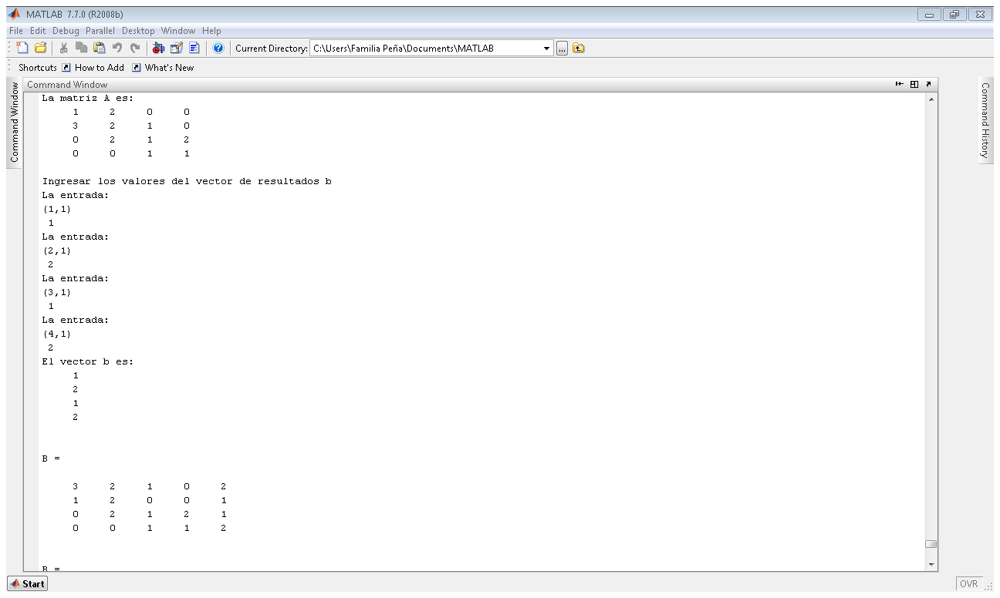 MATLAB 7.7.0 (R2008b)
File Edit Debug Parallel Desktop Window Help
Current Directory: C:\Users\Familia Peña\Documents\MATLAB ...
Shortcuts How to Add What's New
Command Window
Command Window
Command History
La matriz A es:
1 2 0 0
3 2 1 0
0 2 1 2
0 0 1 1
Ingresar los valores del vector de resultados b
La entrada:
(1,1)
1
La entrada:
(2,1)
2
La entrada:
(3,1)
1
La entrada:
(4,1)
2
El vector b es:
1
2
1
2
B =
3 2 1 0 2
1 2 0 0 1
0 2 1 2 1
0 0 1 1 2
B =
Start
OVR